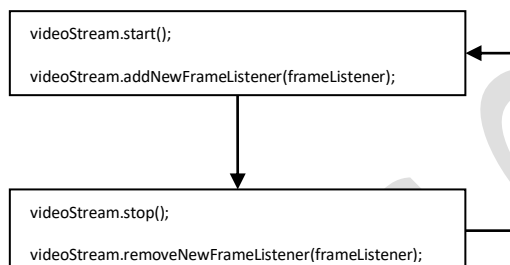 videoStream.start();
videoStream.addNewFrameListener(frameListener);
videoStream.stop();
videoStream.removeNewFrameListener(frameListener);